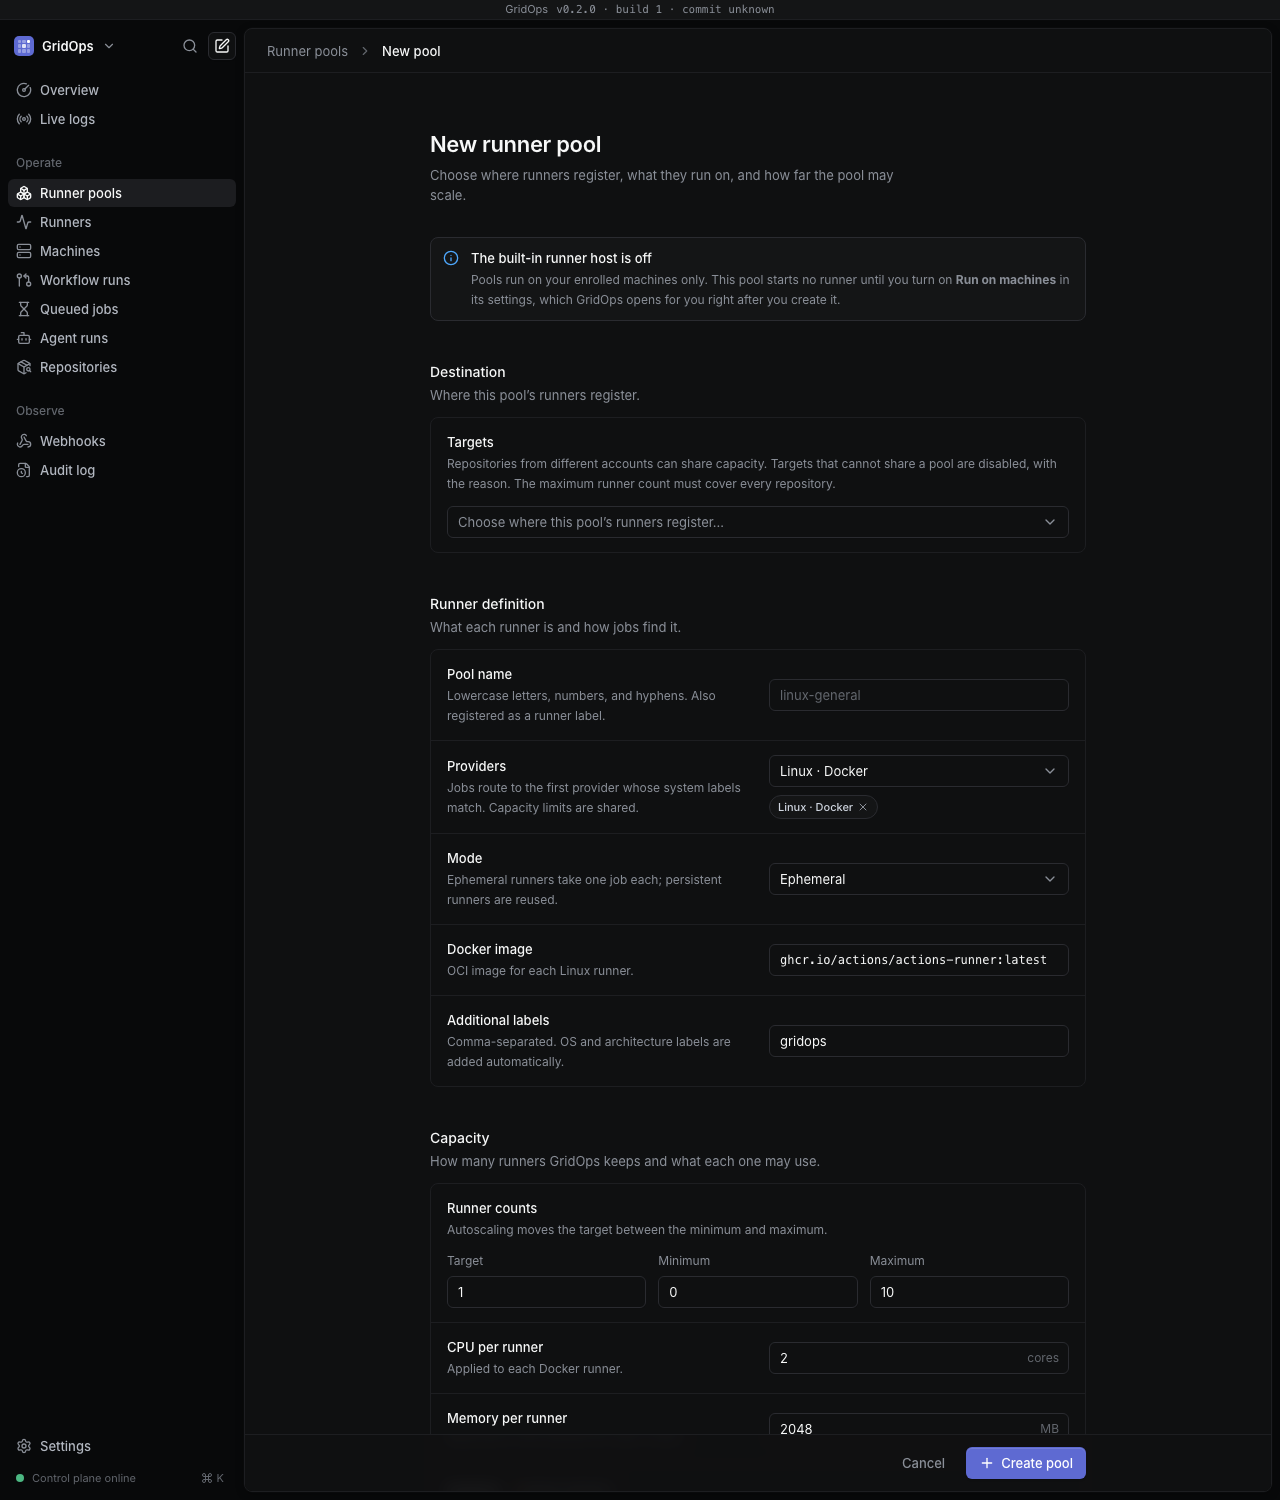 GridOps v0.2.0 · build 1 · commit unknown
GridOps
Overview
Live logs
Operate
Runner pools
Runners
Machines
Workflow runs
Queued jobs
Agent runs
Repositories
Observe
Webhooks
Audit log
Settings
Control plane online ⌘ K
Runner pools > New pool
New runner pool
Choose where runners register, what they run on, and how far the pool may
scale.
The built-in runner host is off
Pools run on your enrolled machines only. This pool starts no runner until you turn on Run on machines in
its settings, which GridOps opens for you right after you create it.
Destination
Where this pool’s runners register.
Targets
Repositories from different accounts can share capacity. Targets that cannot share a pool are disabled, with
the reason. The maximum runner count must cover every repository.
Choose where this pool’s runners register…
Runner definition
What each runner is and how jobs find it.
Pool name
Lowercase letters, numbers, and hyphens. Also
registered as a runner label.
linux-general
Providers
Jobs route to the first provider whose system labels
match. Capacity limits are shared.
Linux · Docker
Linux · Docker ×
Mode
Ephemeral runners take one job each; persistent
runners are reused.
Ephemeral
Docker image
OCI image for each Linux runner.
ghcr.io/actions/actions-runner:latest
Additional labels
Comma-separated. OS and architecture labels are
added automatically.
gridops
Capacity
How many runners GridOps keeps and what each one may use.
Runner counts
Autoscaling moves the target between the minimum and maximum.
Target Minimum Maximum
1 0 10
CPU per runner
Applied to each Docker runner.
2 cores
Memory per runner
2048 MB
Cancel + Create pool